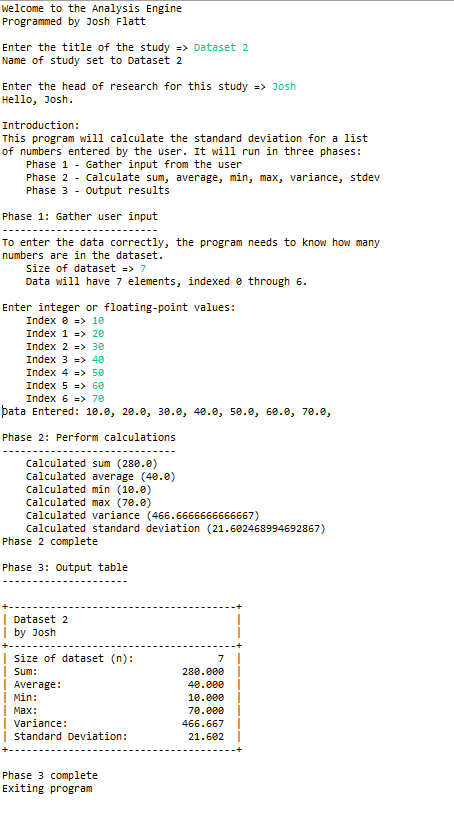 Welcome to the Analysis Engine
Programmed by Josh Flatt

Enter the title of the study => Dataset 2
Name of study set to Dataset 2

Enter the head of research for this study => Josh
Hello, Josh.

Introduction:
This program will calculate the standard deviation for a list
of numbers entered by the user. It will run in three phases:
    Phase 1 - Gather input from the user
    Phase 2 - Calculate sum, average, min, max, variance, stdev
    Phase 3 - Output results

Phase 1: Gather user input
--------------------------
To enter the data correctly, the program needs to know how many
numbers are in the dataset.
    Size of dataset => 7
    Data will have 7 elements, indexed 0 through 6.

Enter integer or floating-point values:
    Index 0 => 10
    Index 1 => 20
    Index 2 => 30
    Index 3 => 40
    Index 4 => 50
    Index 5 => 60
    Index 6 => 70
Data Entered: 10.0, 20.0, 30.0, 40.0, 50.0, 60.0, 70.0,

Phase 2: Perform calculations
-----------------------------
    Calculated sum (280.0)
    Calculated average (40.0)
    Calculated min (10.0)
    Calculated max (70.0)
    Calculated variance (466.6666666666667)
    Calculated standard deviation (21.602468994692867)
Phase 2 complete

Phase 3: Output table
---------------------

+--------------------------------------+
| Dataset 2                            |
| by Josh                              |
+--------------------------------------+
| Size of dataset (n):              7  |
| Sum:                        280.000  |
| Average:                     40.000  |
| Min:                         10.000  |
| Max:                         70.000  |
| Variance:                   466.667  |
| Standard Deviation:          21.602  |
+--------------------------------------+

Phase 3 complete
Exiting program